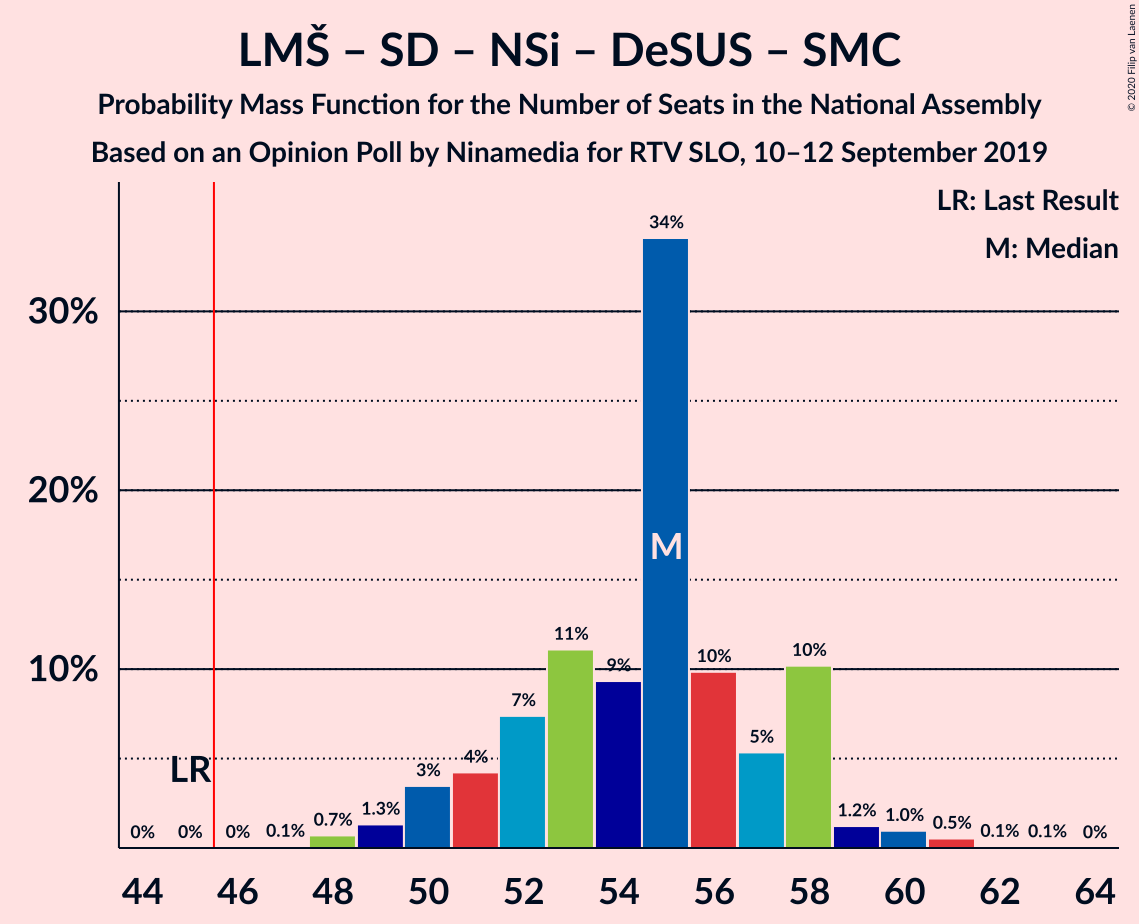 LMŠ – SD – NSi – DeSUS – SMC
Probability Mass Function for the Number of Seats in the National Assembly
Based on an Opinion Poll by Ninamedia for RTV SLO, 10–12 September 2019
© 2020 Filip van Laenen
LR: Last Result
M: Median
34%
30%
20%
M
11%
10%
9%
10%
10%
7%
5%
LR
4%
3%
1.3%
1.2%
1.0%
0.7%
0.5%
0% 0% 0% 0.1% 0.1% 0.1% 0%
44 46 48 50 52 54 56 58 60 62 64